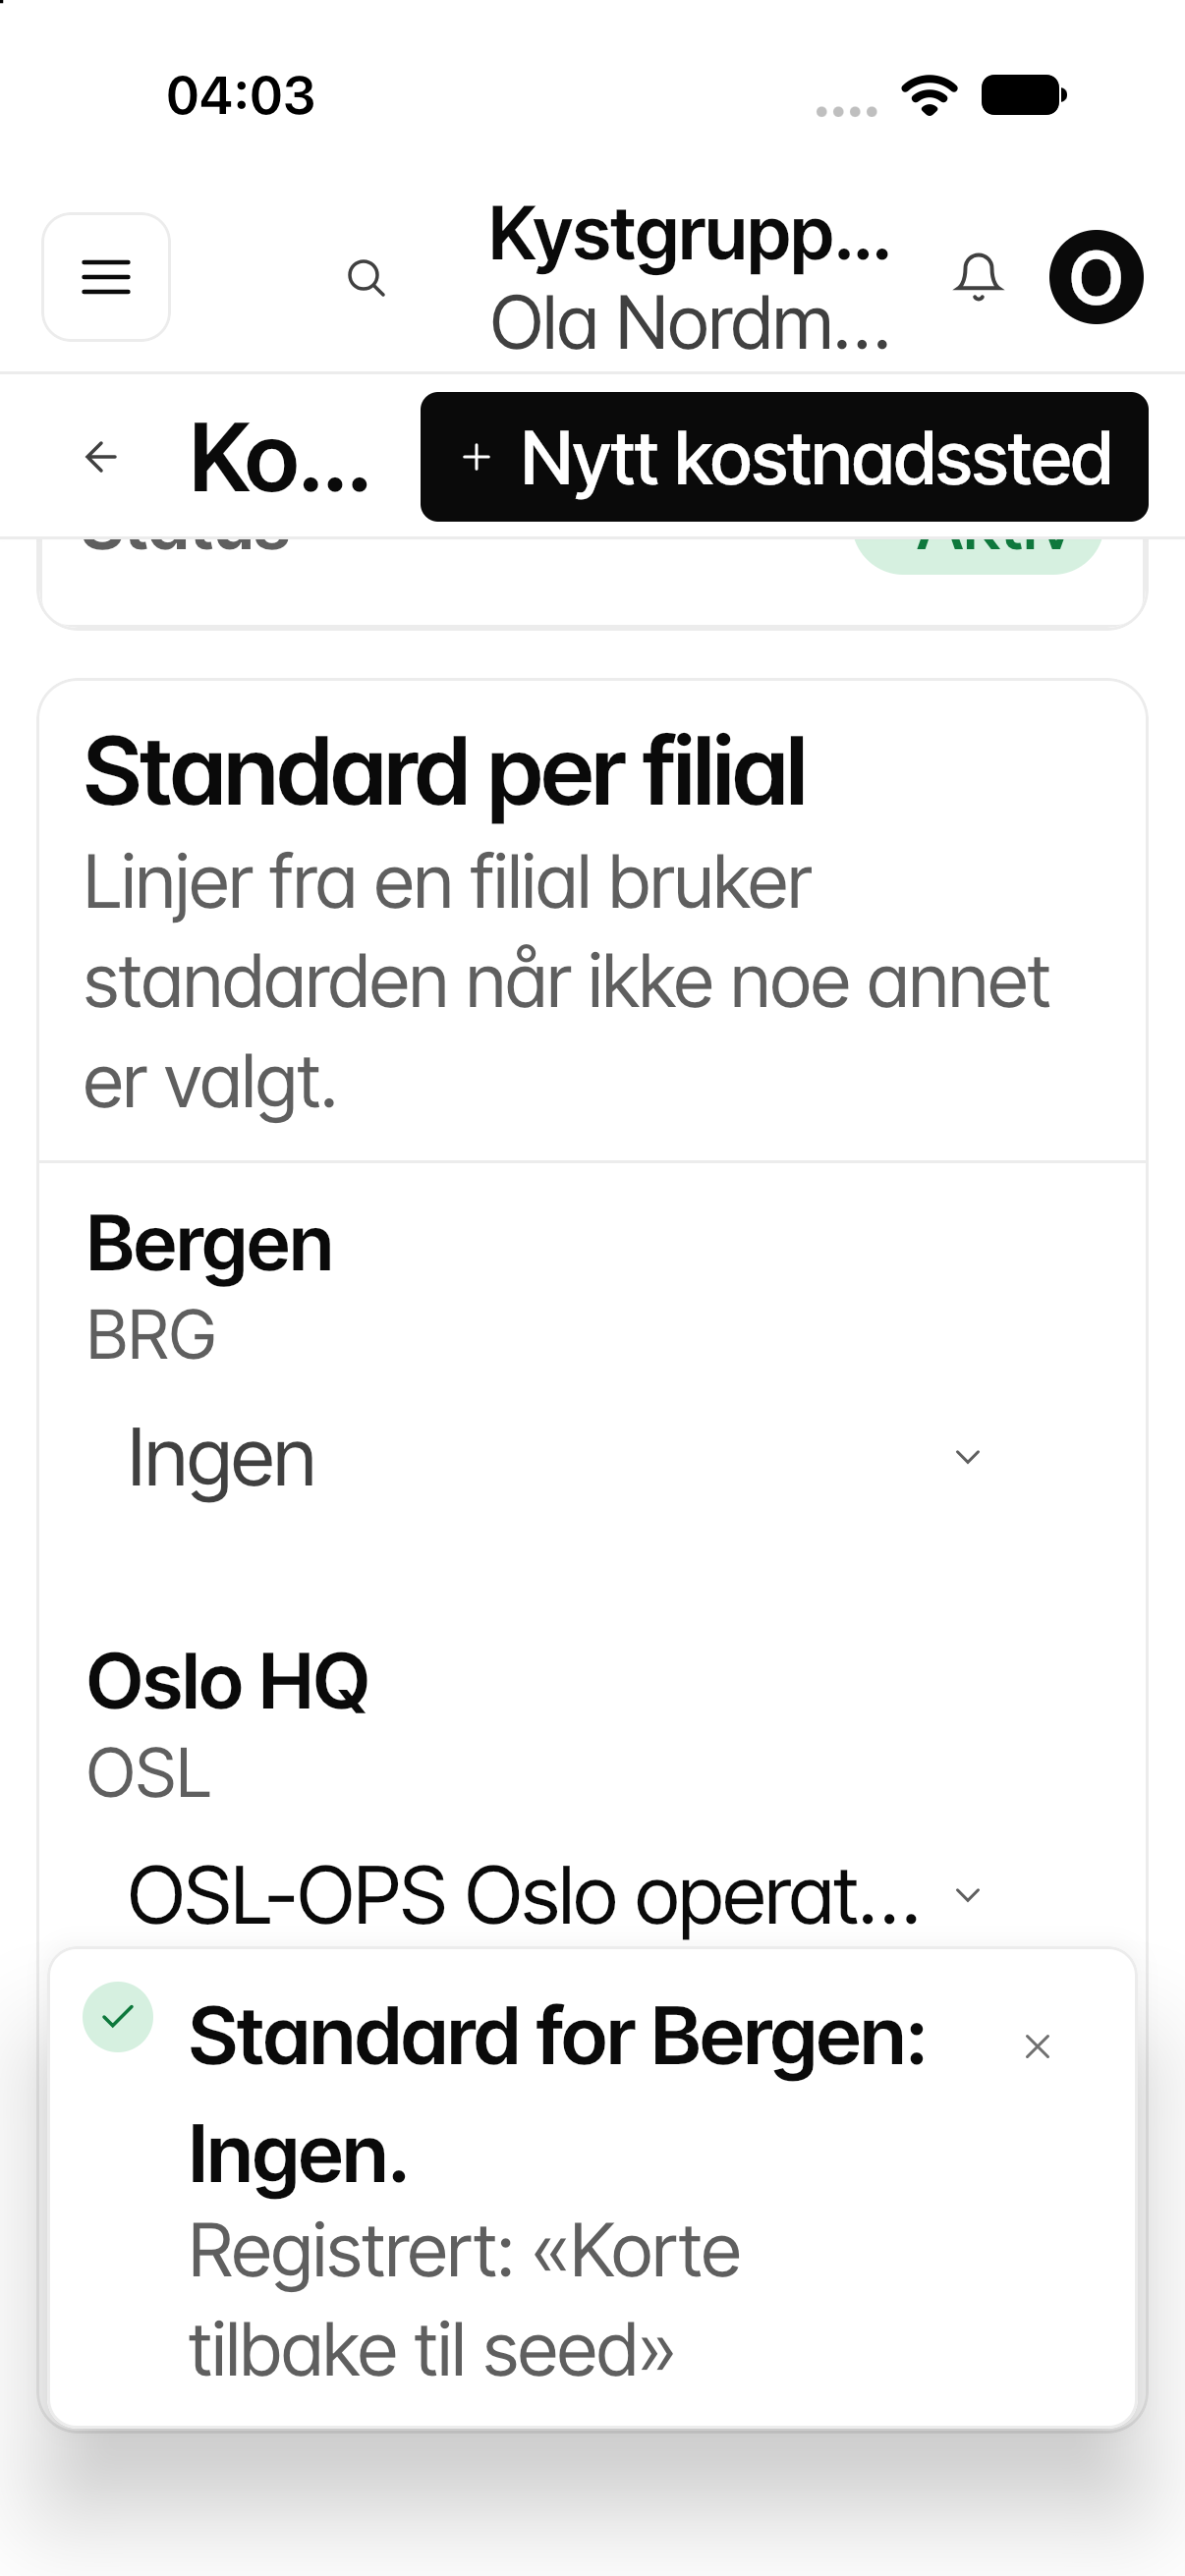 04:03
Kystgrupp...
Ola Nordm...
O
Ko...
+ Nytt kostnadssted
Status
Aktiv
Standard per filial
Linjer fra en filial bruker
standarden når ikke noe annet
er valgt.
Bergen
BRG
Ingen
Oslo HQ
OSL
OSL-OPS Oslo operat...
Standard for Bergen:
Ingen.
Registrert: «Korte
tilbake til seed»